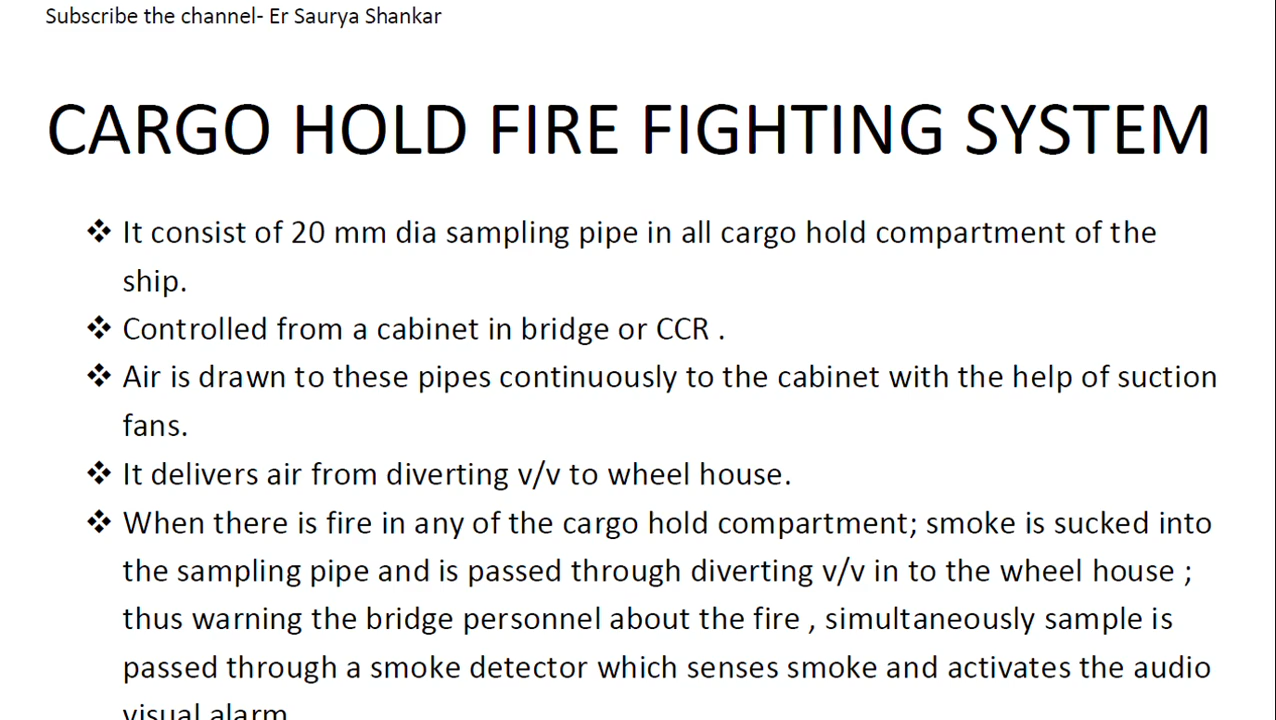 Subscribe the channel- Er Saurya Shankar
CARGO HOLD FIRE FIGHTING SYSTEM
❖ It consist of 20 mm dia sampling pipe in all cargo hold compartment of the
ship.
❖ Controlled from a cabinet in bridge or CCR .
❖ Air is drawn to these pipes continuously to the cabinet with the help of suction
fans.
❖ It delivers air from diverting v/v to wheel house.
❖ When there is fire in any of the cargo hold compartment; smoke is sucked into
the sampling pipe and is passed through diverting v/v in to the wheel house ;
thus warning the bridge personnel about the fire , simultaneously sample is
passed through a smoke detector which senses smoke and activates the audio
visual alarm